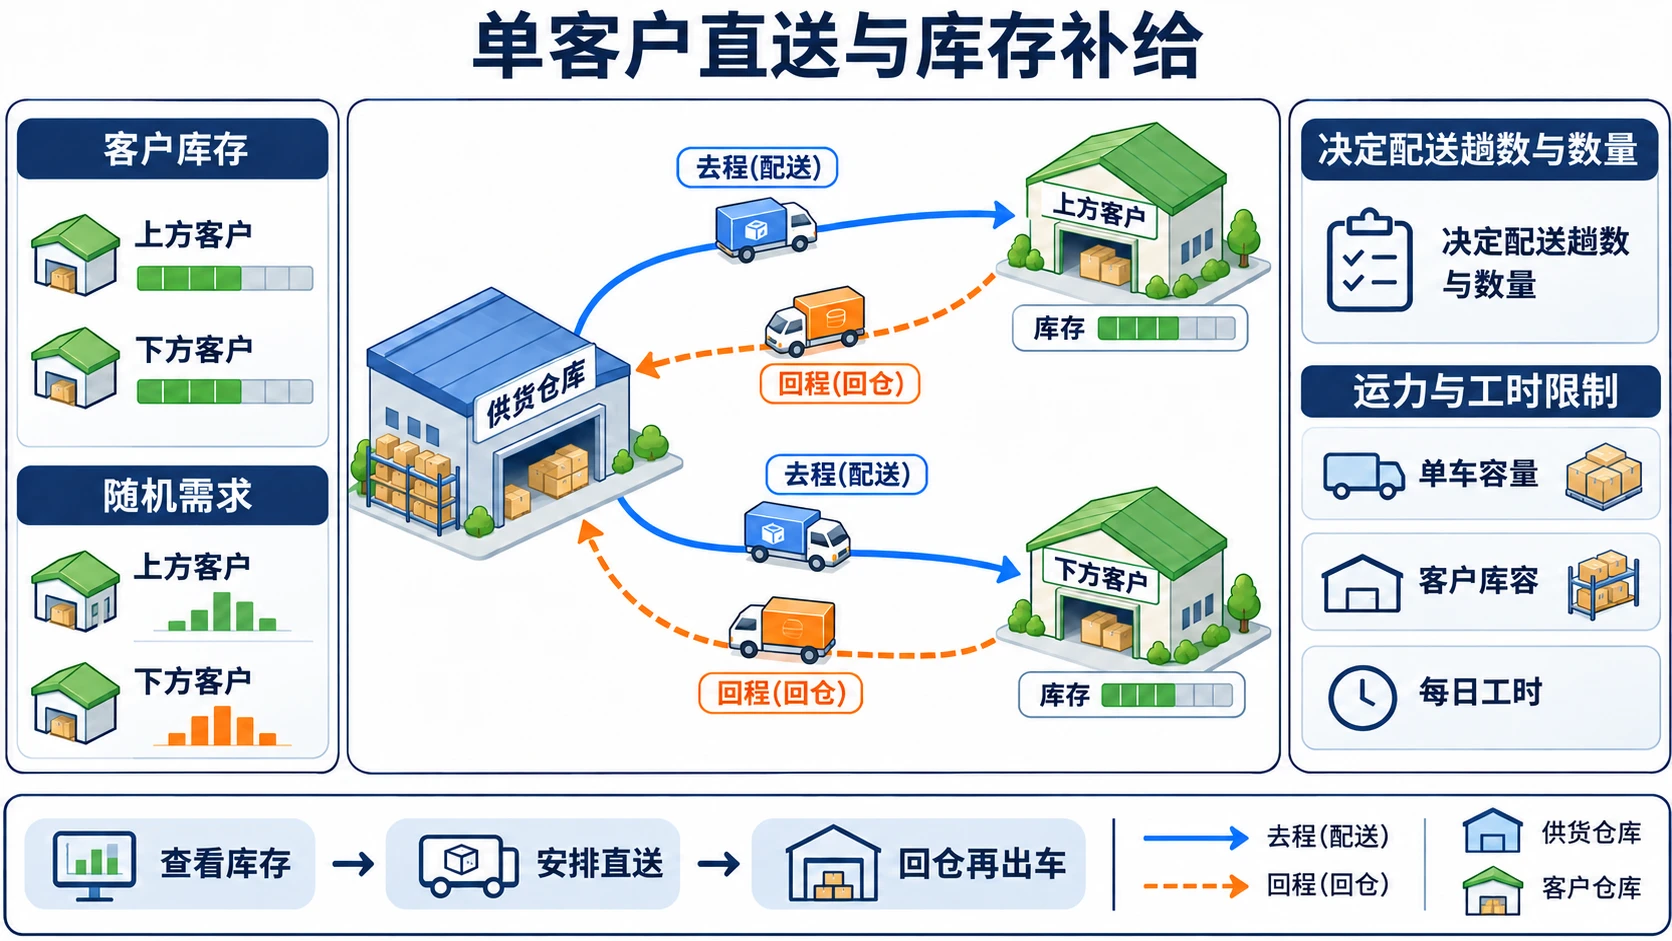 单客户直送与库存补给
客户库存
上方客户
下方客户
随机需求
上方客户
下方客户
去程(配送)
上方客户
库存
回程(回仓)
供货仓库
去程(配送)
下方客户
回程(回仓)
库存
决定配送趟数与数量
决定配送趟数
与数量
运力与工时限制
单车容量
客户库容
每日工时
查看库存
安排直送
回仓再出车
去程(配送)
回程(回仓)
供货仓库
客户仓库